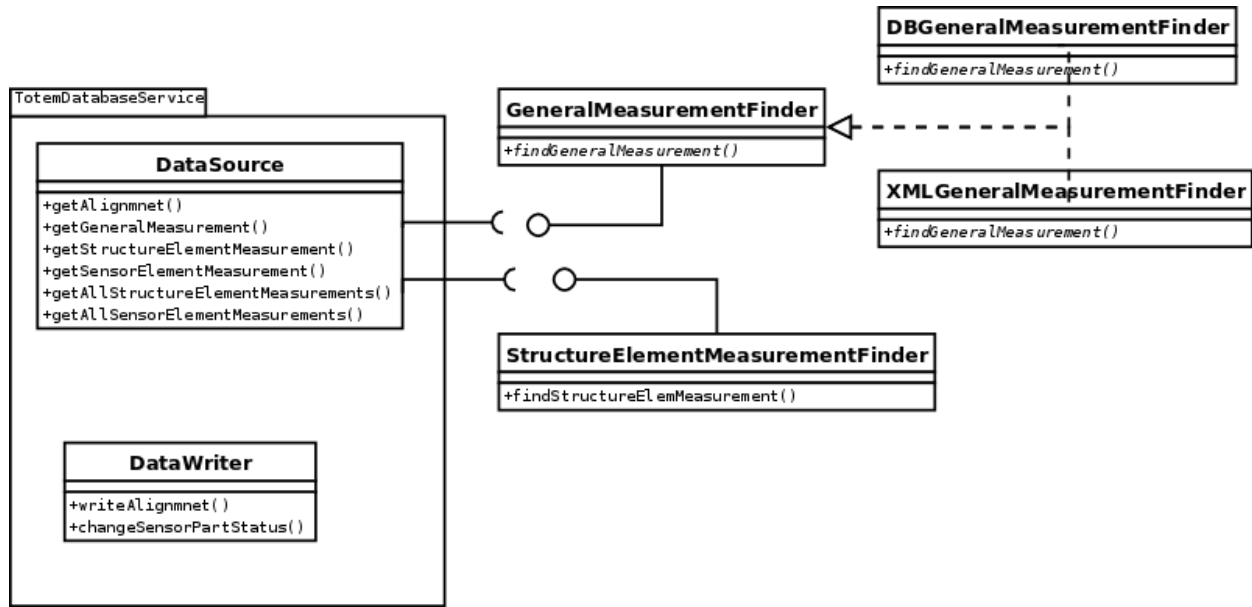 TotemDatabaseService
DataSource
+getAlignmnet()
+getGeneralMeasurement()
+getStructureElementMeasurement()
+getSensorElementMeasurement()
+getAllStructureElementMeasurements()
+getAllSensorElementMeasurements()
DataWriter
+writeAlignmnet()
+changeSensorPartStatus()
GeneralMeasurementFinder
+findGeneralMeasurement()
StructureElementMeasurementFinder
+findStructureElemMeasurement()
DBGeneralMeasurementFinder
+findGeneralMeasurement()
XMLGeneralMeasurementFinder
+findGeneralMeasurement()